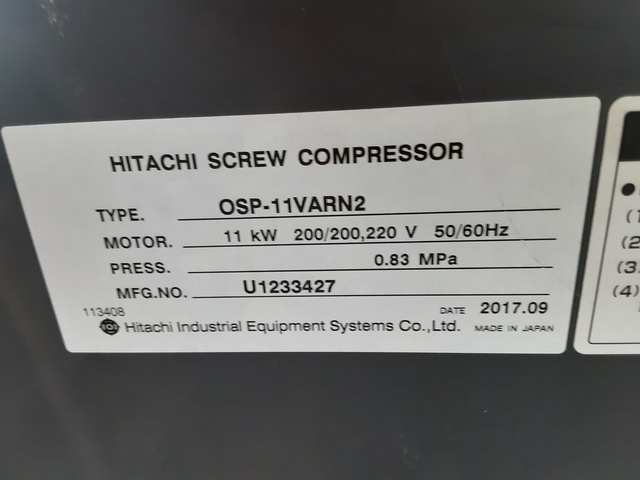 HITACHI SCREW COMPRESSOR
TYPE. OSP-11VARN2
MOTOR. 11 kW 200/200,220 V 50/60Hz
PRESS. 0.83 MPa
MFG.NO. U1233427
113408 DATE 2017.09
Hitachi Industrial Equipment Systems Co.,Ltd. MADE IN JAPAN
(2)
(3)
(4)